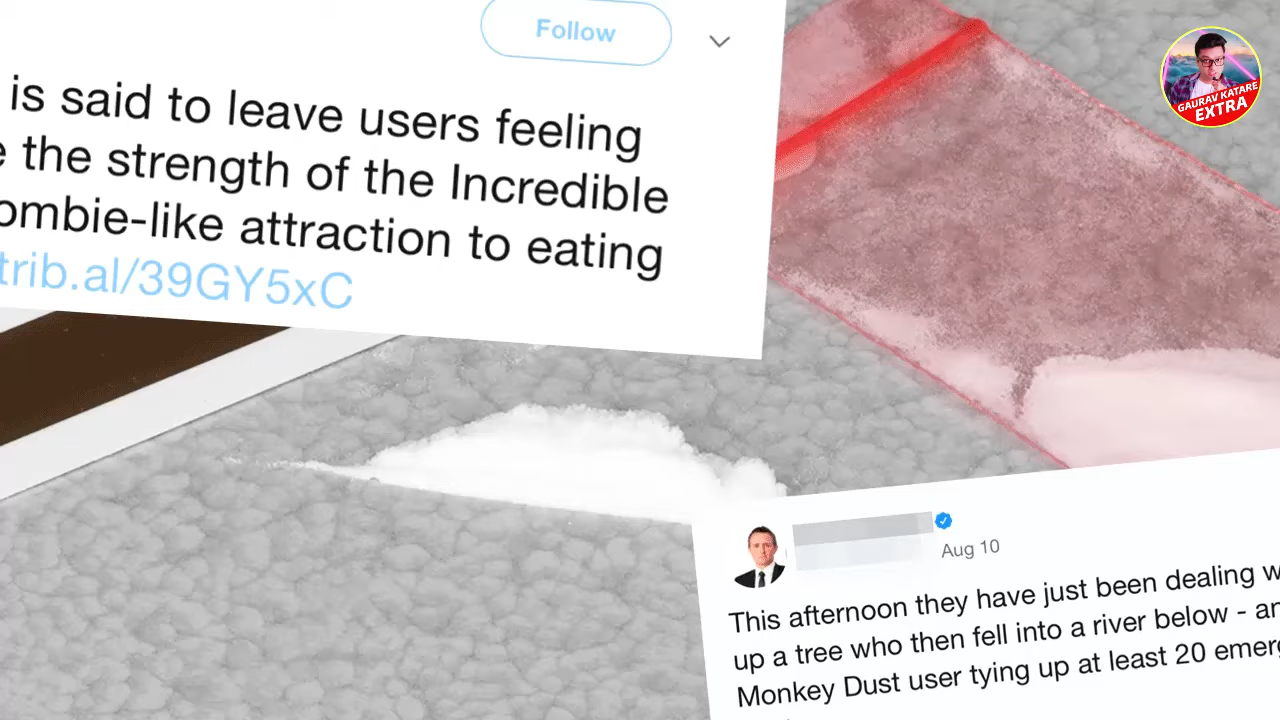 Follow
is said to leave users feeling
the strength of the Incredible
ombie-like attraction to eating
trib.al/39GY5xC
GAURAV KATARE
EXTRA
Aug 10
This afternoon they have just been dealing w
up a tree who then fell into a river below - an
Monkey Dust user tying up at least 20 emerg